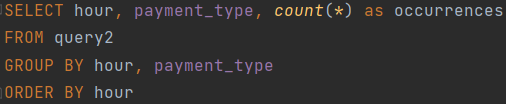 SELECT hour, payment_type, count(*) as occurrences
FROM query2
GROUP BY hour, payment_type
ORDER BY hour